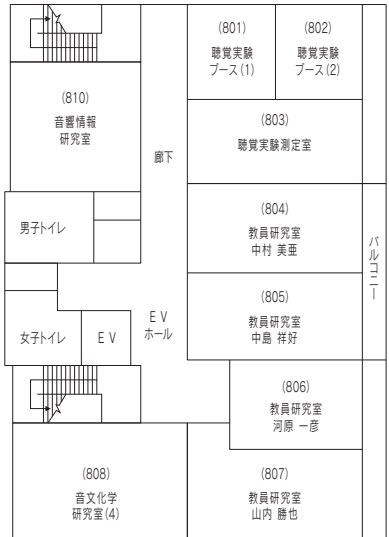 (801)
聴覚実験
ブース(1)
(802)
聴覚実験
ブース(2)
(810)
音響情報
研究室
(803)
聴覚実験測定室
廊下
(804)
教員研究室
中村 美亜
男子トイレ
バルコニー
(805)
教員研究室
中島 祥好
EV
ホール
女子トイレ
EV
(806)
教員研究室
河原 一彦
(808)
音文化学
研究室(4)
(807)
教員研究室
山内 勝也